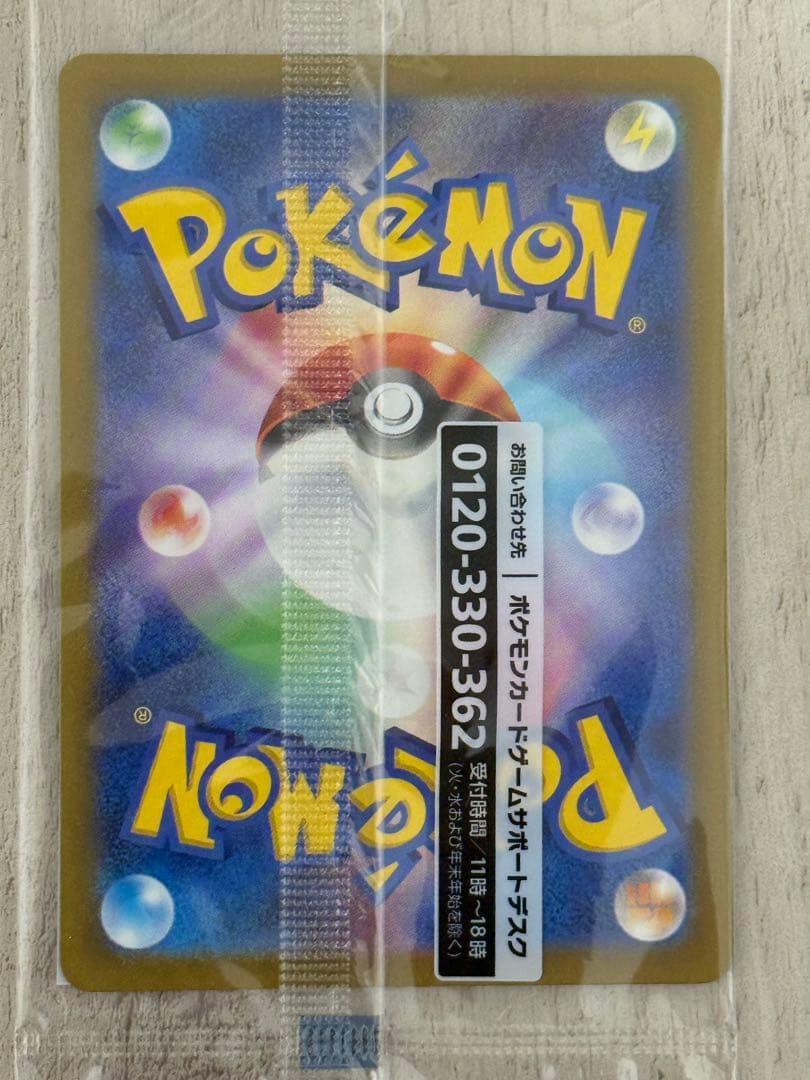 POKéMON
®
お問い合わせ先｜ポケモンカードゲームサポートデスク
0120-330-362 受付時間／11時～18時
（火・水および年末年始を除く）
®
POKéMON